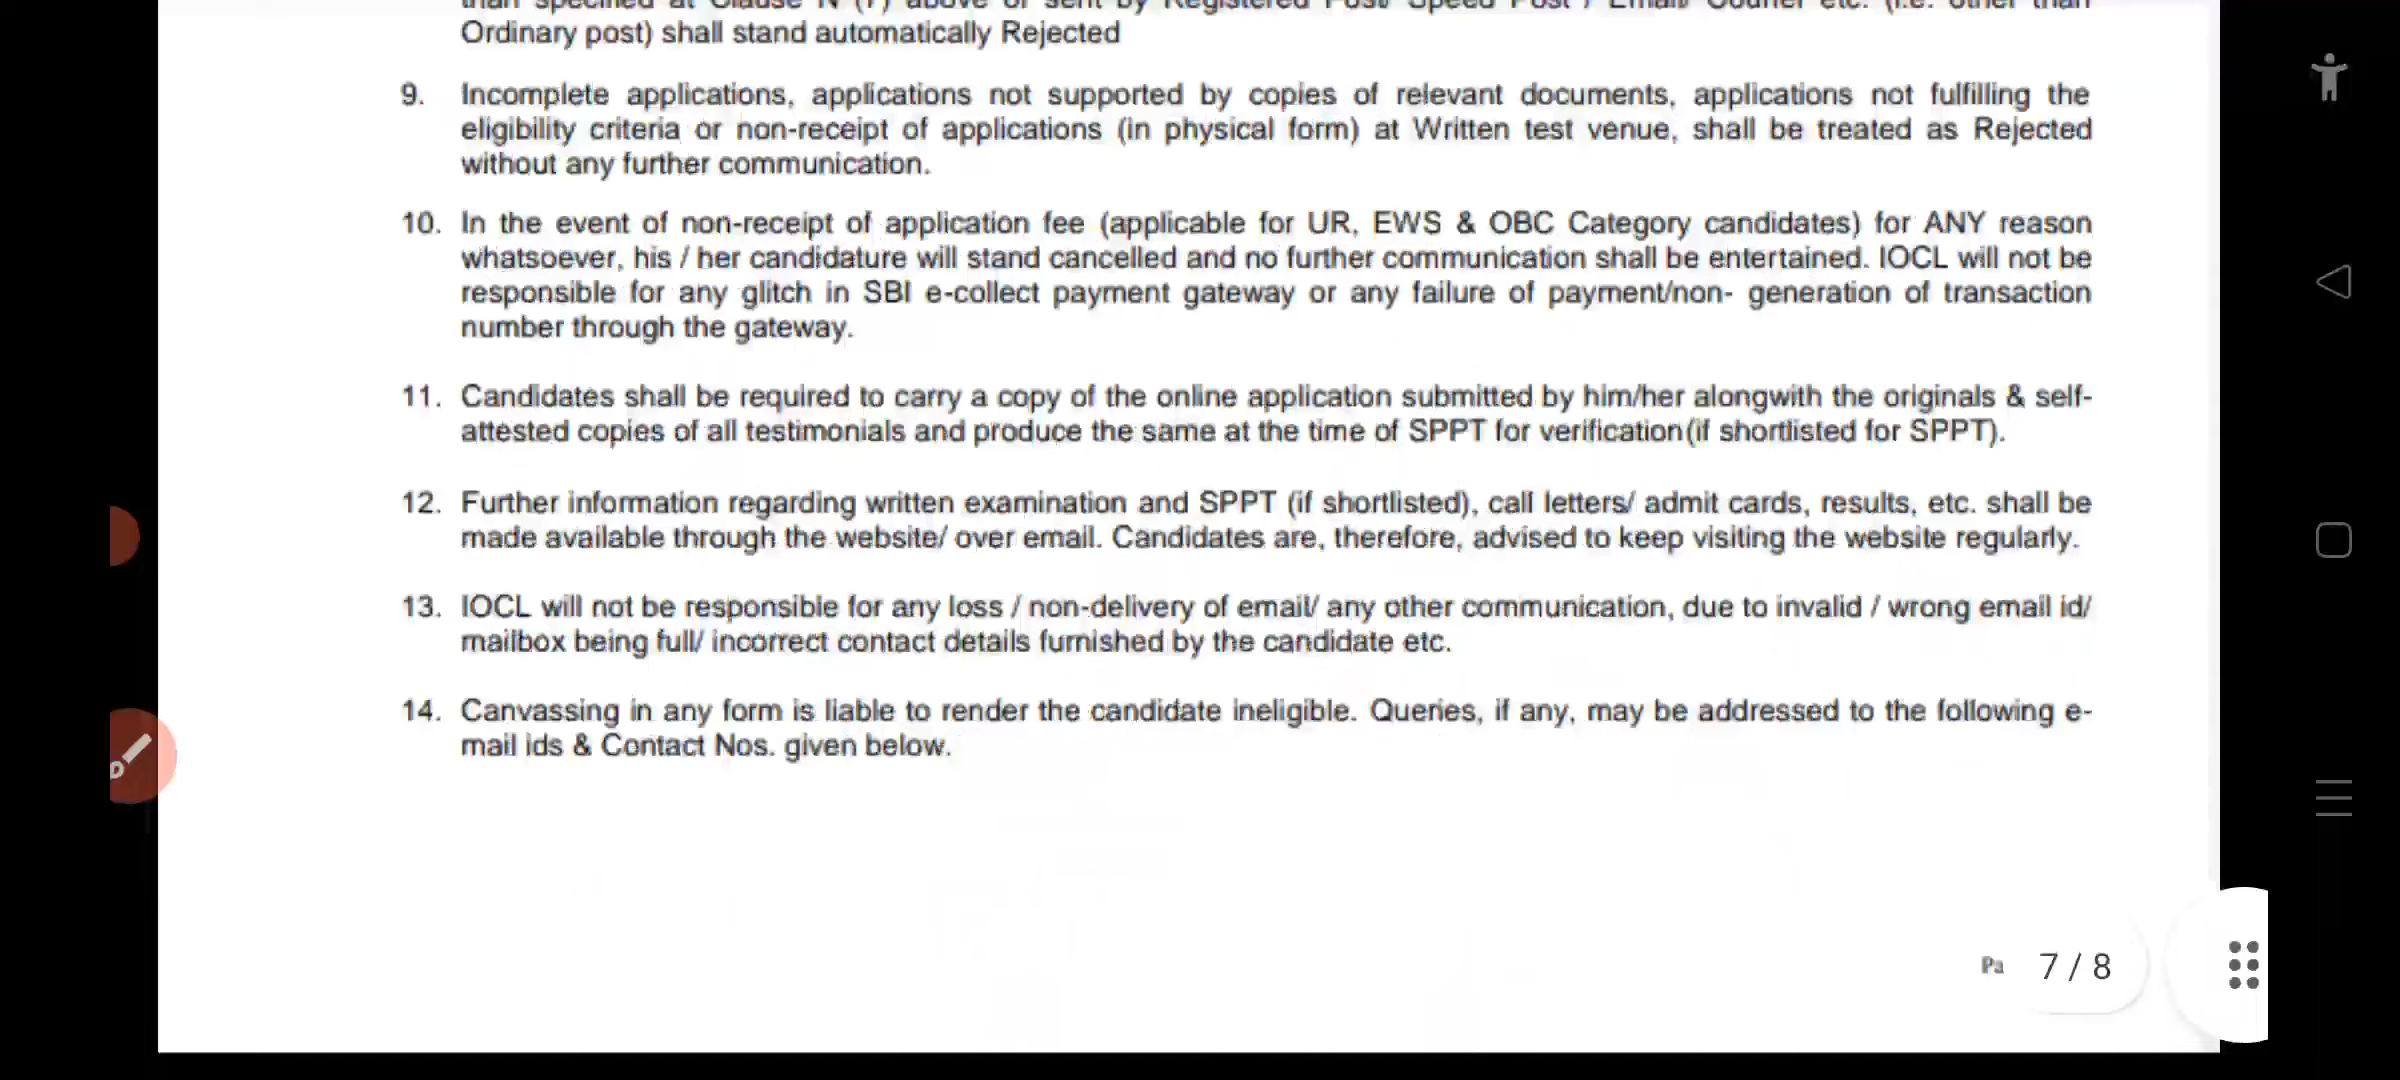 Ordinary post) shall stand automatically Rejected
9. Incomplete applications, applications not supported by copies of relevant documents, applications not fulfilling the
eligibility criteria or non-receipt of applications (in physical form) at Written test venue, shall be treated as Rejected
without any further communication.
10. In the event of non-receipt of application fee (applicable for UR, EWS & OBC Category candidates) for ANY reason
whatsoever, his / her candidature will stand cancelled and no further communication shall be entertained. IOCL will not be
responsible for any glitch in SBI e-collect payment gateway or any failure of payment/non- generation of transaction
number through the gateway.
11. Candidates shall be required to carry a copy of the online application submitted by him/her alongwith the originals & self-
attested copies of all testimonials and produce the same at the time of SPPT for verification(if shortlisted for SPPT).
12. Further information regarding written examination and SPPT (if shortlisted), call letters/ admit cards, results, etc. shall be
made available through the website/ over email. Candidates are, therefore, advised to keep visiting the website regularly.
13. IOCL will not be responsible for any loss / non-delivery of email/ any other communication, due to invalid / wrong email id/
mailbox being full/ incorrect contact details furnished by the candidate etc.
14. Canvassing in any form is liable to render the candidate ineligible. Queries, if any, may be addressed to the following e-
mail ids & Contact Nos. given below.
Pa 7 / 8